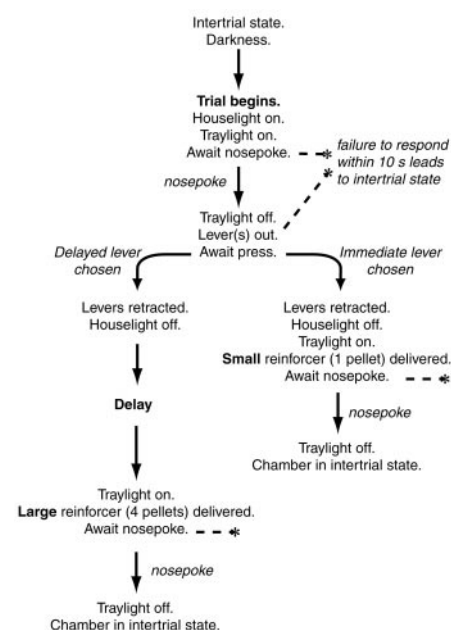 Intertrial state.
Darkness.
Trial begins.
Houselight on.
Traylight on.
Await nosepoke.
failure to respond
within 10 s leads
to intertrial state
nosepoke
Traylight off.
Lever(s) out.
Await press.
Delayed lever
chosen
Immediate lever
chosen
Levers retracted.
Houselight off.
Levers retracted.
Houselight off.
Traylight on.
Small reinforcer (1 pellet) delivered.
Await nosepoke.
Delay
nosepoke
Traylight off.
Chamber in intertrial state.
Traylight on.
Large reinforcer (4 pellets) delivered.
Await nosepoke.
nosepoke
Traylight off.
Chamber in intertrial state.